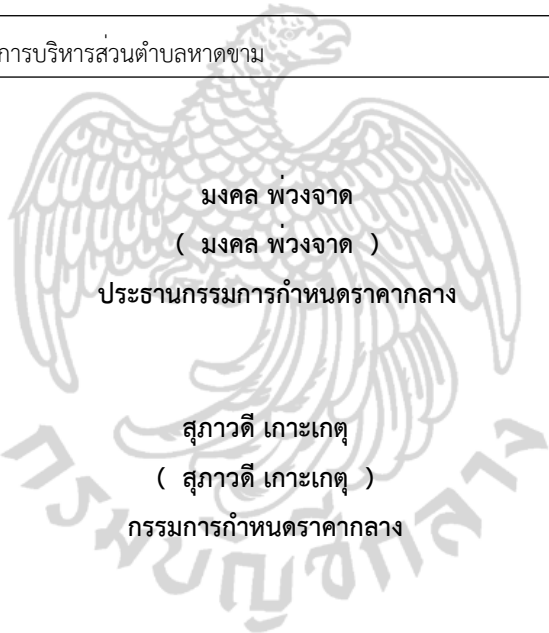 การบริหารส่วนตำบลหาดขาม
มงคล พ่วงจาด
( มงคล พ่วงจาด )
ประธานกรรมการกำหนดราคากลาง
สุภาวดี เกาะเกตุ
( สุภาวดี เกาะเกตุ )
กรรมการกำหนดราคากลาง
กรมบัญชีกลาง